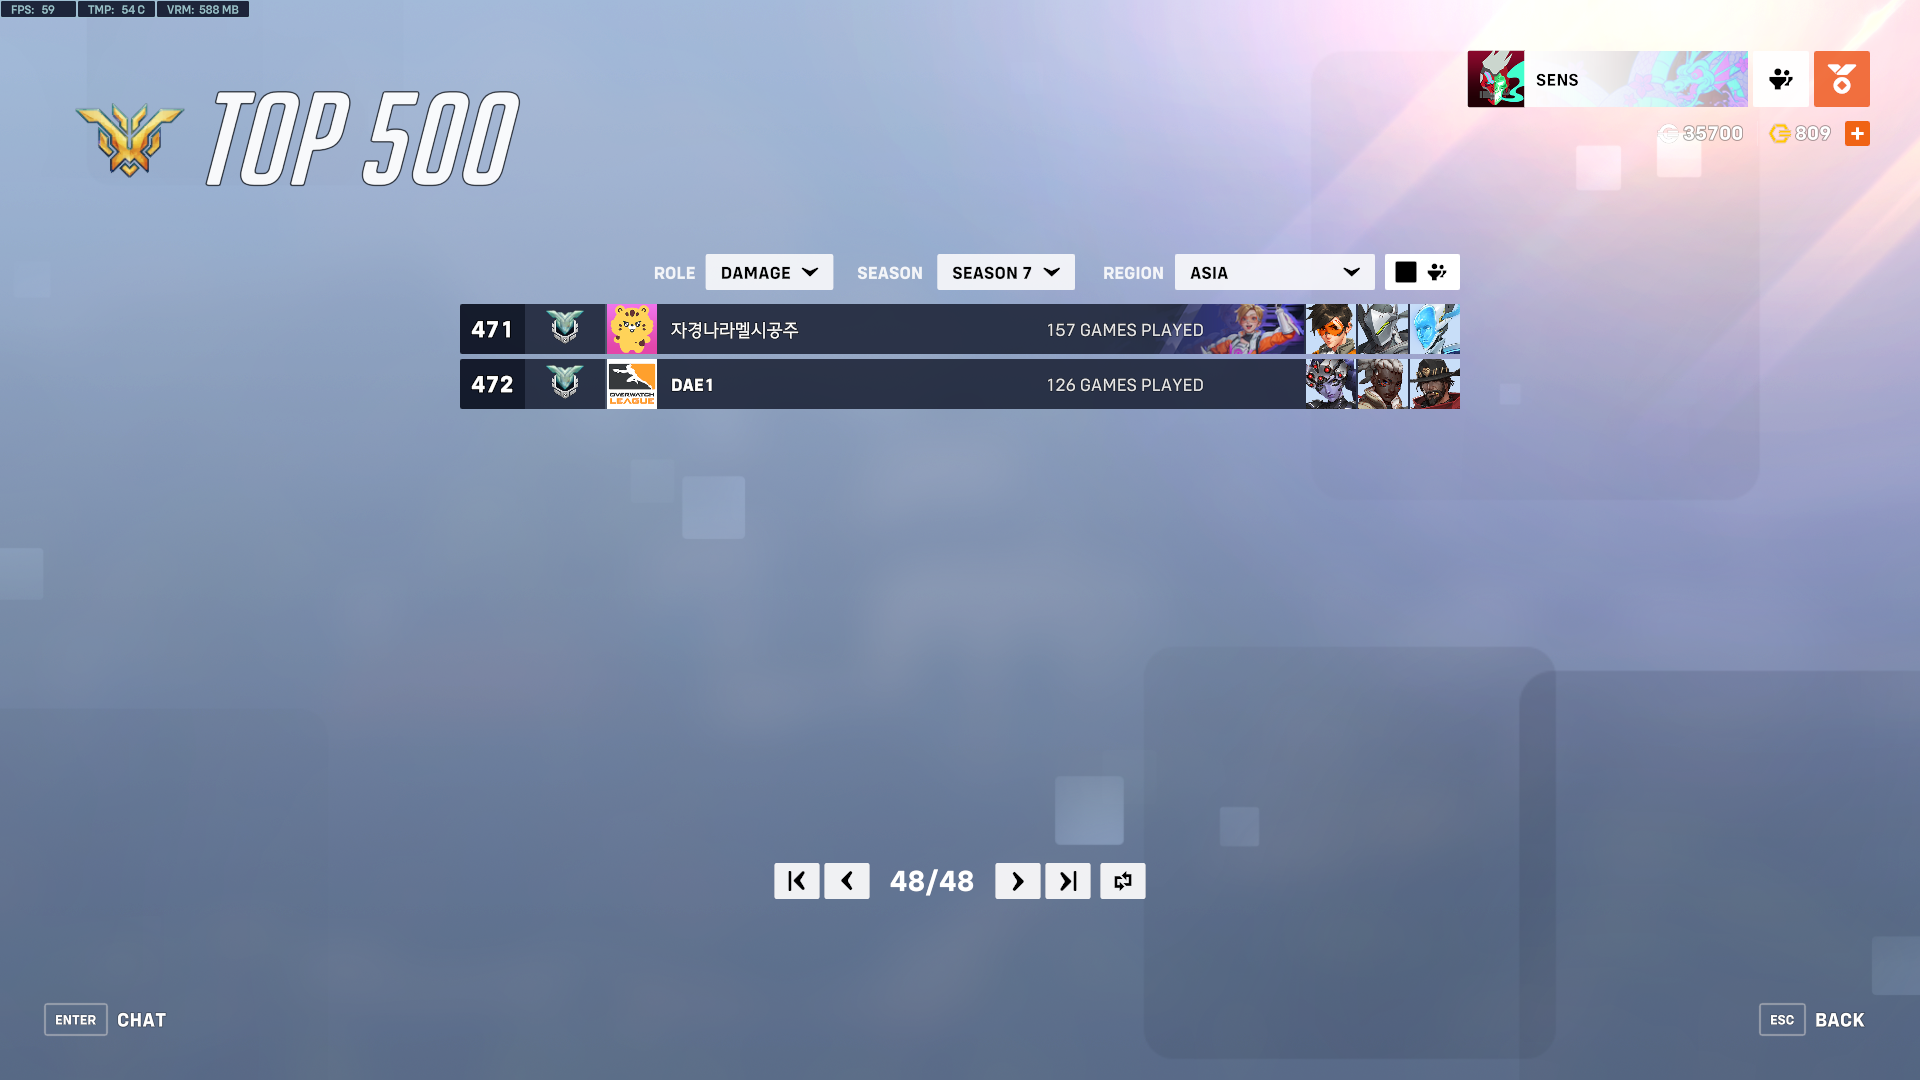 FPS: 59 TMP: 54 C VRM: 588 MB
TOP 500
SENS
35700 809
ROLE DAMAGE SEASON SEASON 7 REGION ASIA
471 자경나라멜시공주 157 GAMES PLAYED
472 OVERWATCH LEAGUE DAE1 126 GAMES PLAYED
48/48
ENTER CHAT
ESC BACK